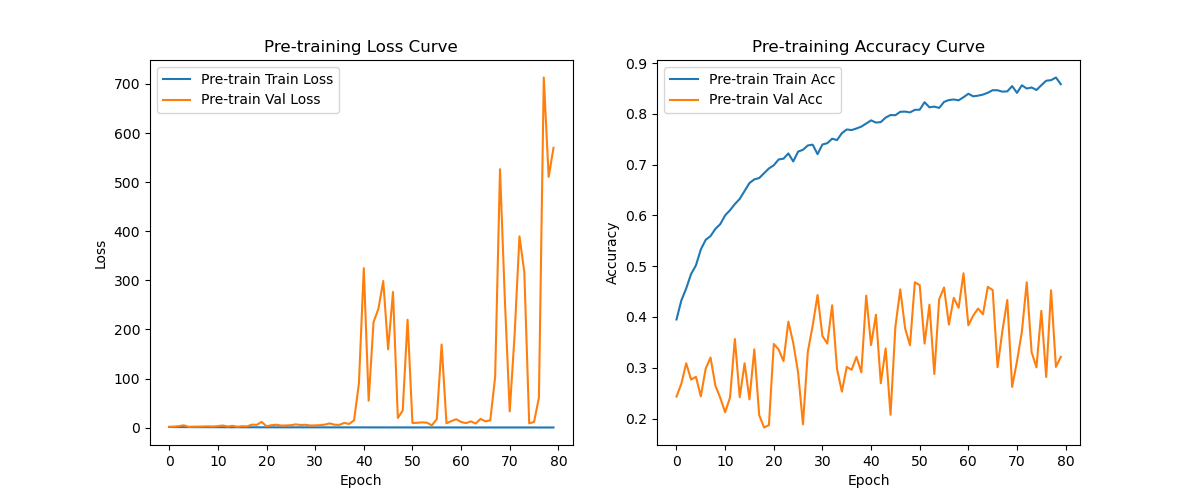 Pre-training Loss Curve
Pre-train Train Loss
Pre-train Val Loss
700
600
500
400
300
200
100
0
Loss
0 10 20 30 40 50 60 70 80
Epoch
Pre-training Accuracy Curve
Pre-train Train Acc
Pre-train Val Acc
0.9
0.8
0.7
0.6
0.5
0.4
0.3
0.2
Accuracy
0 10 20 30 40 50 60 70 80
Epoch